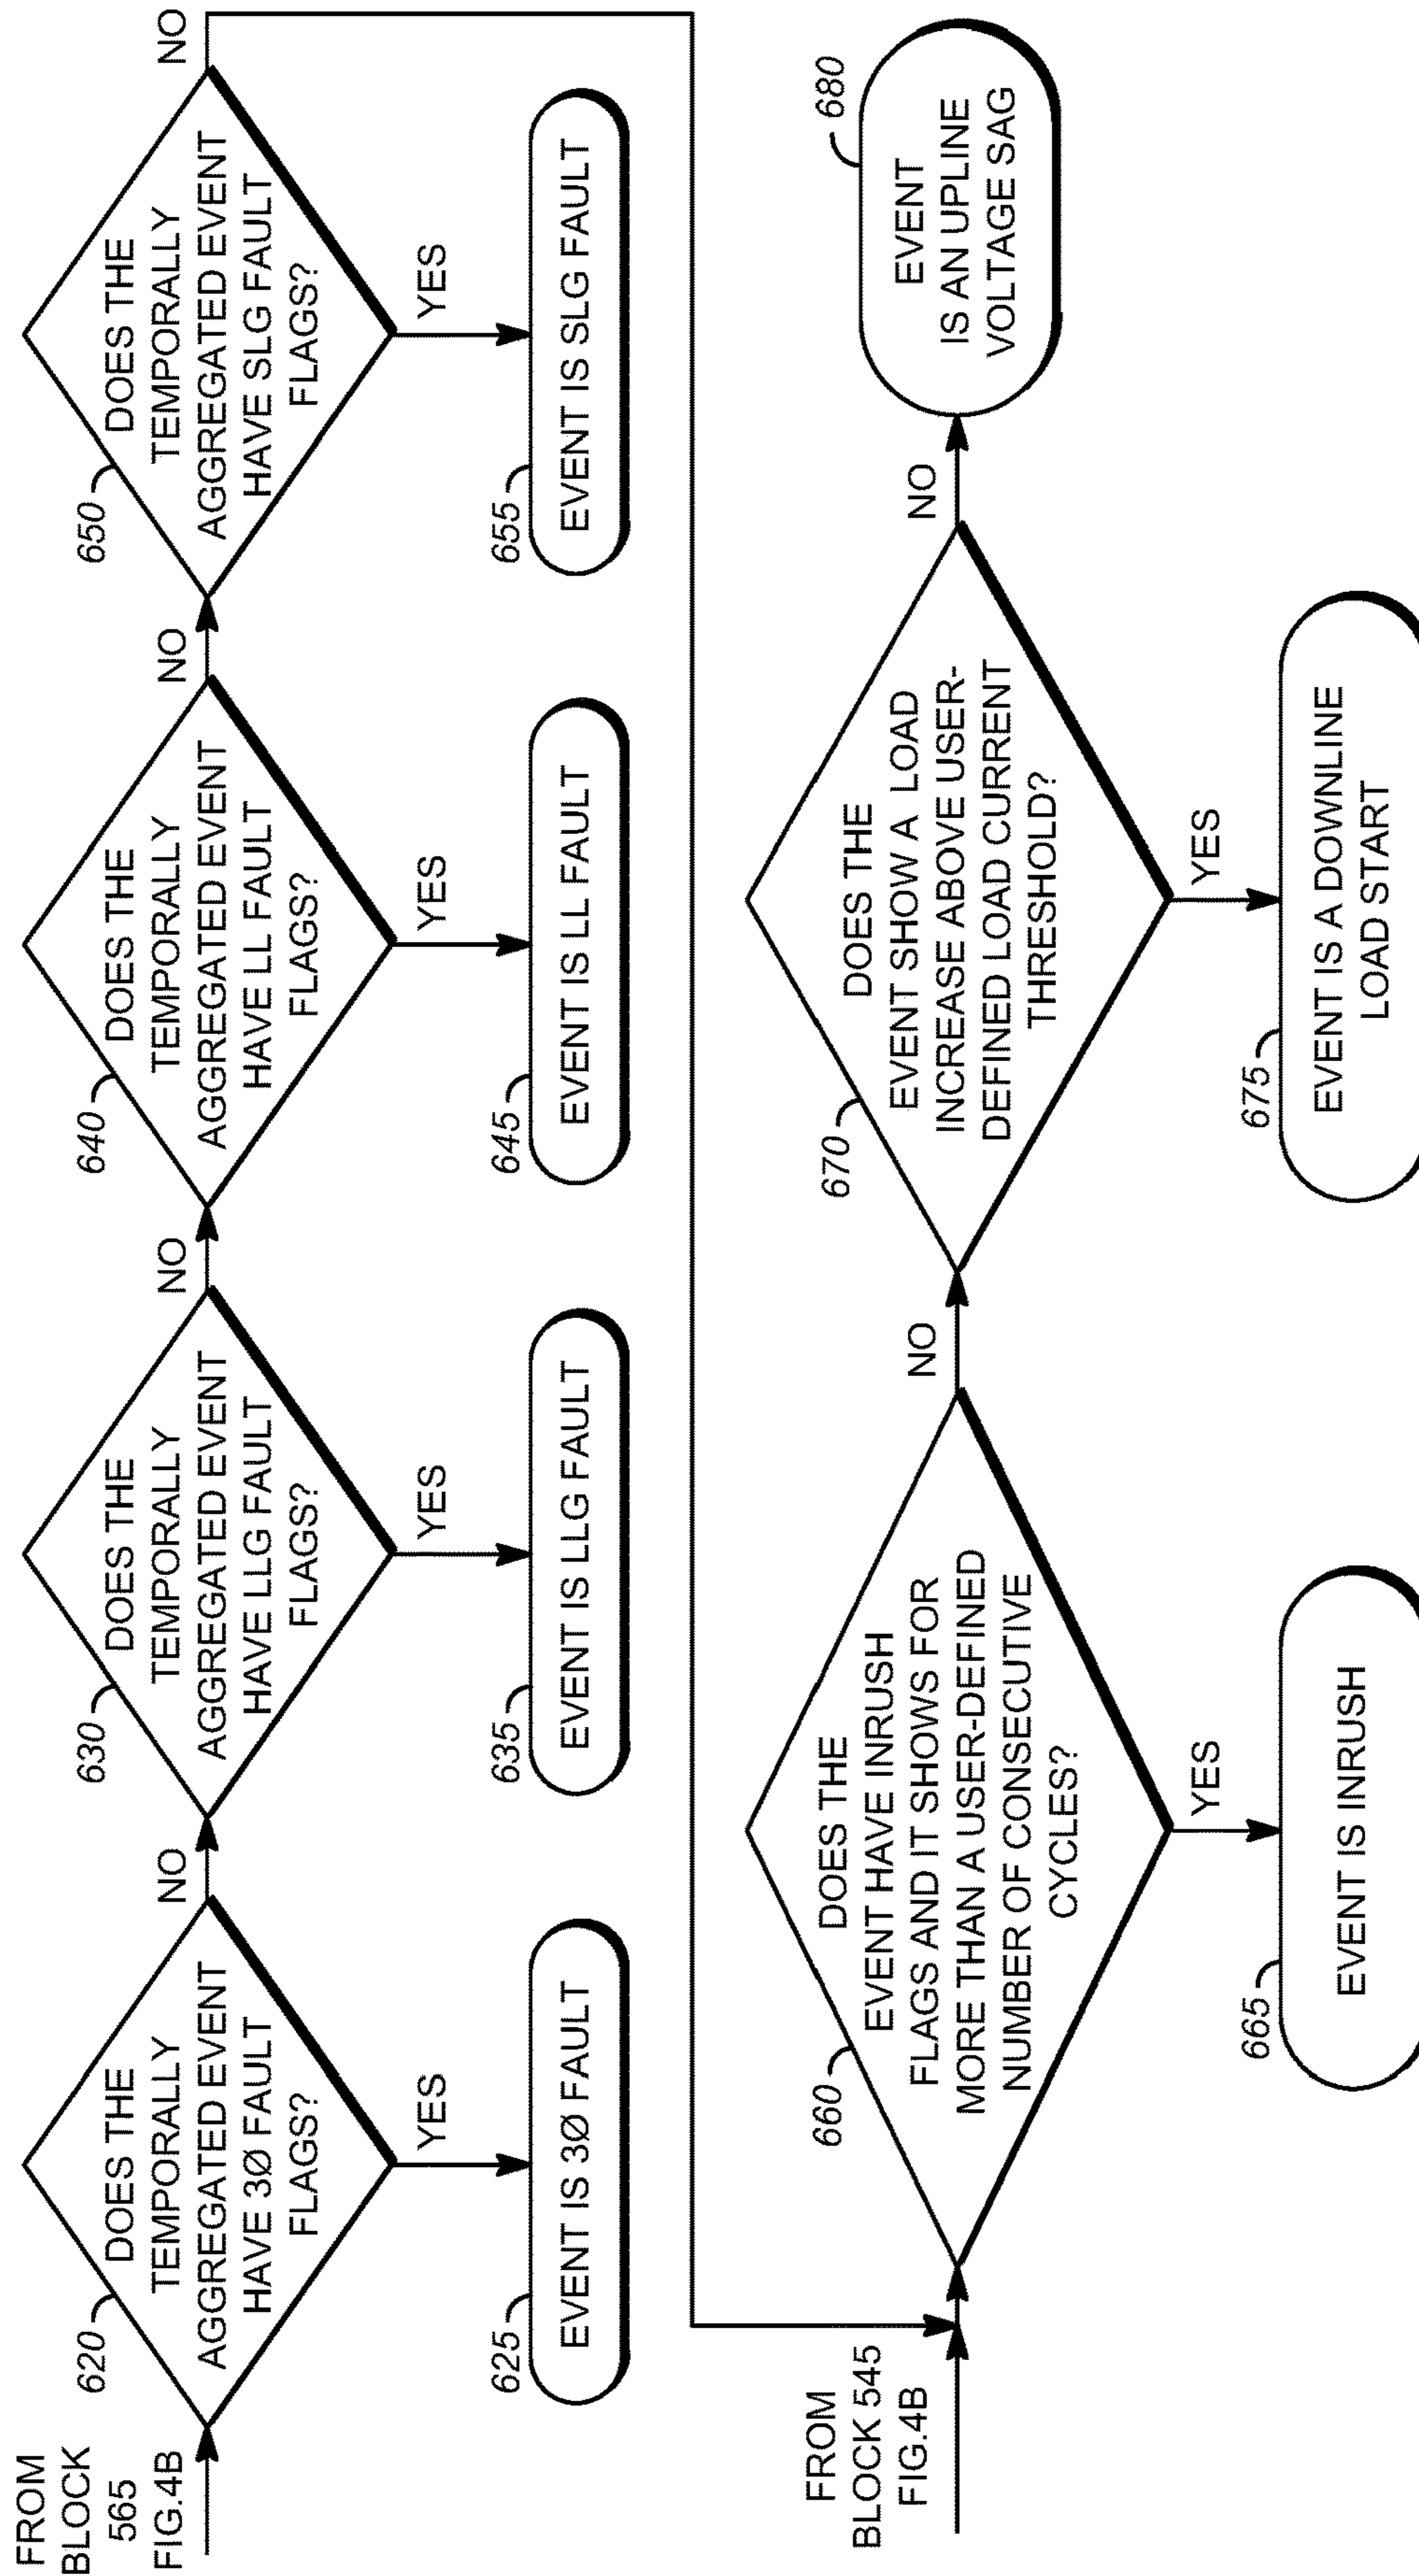 FROM
BLOCK
565
FIG.4B
620
DOES THE
TEMPORALLY
AGGREGATED EVENT
HAVE 3Ø FAULT
FLAGS?
NO
YES
625
EVENT IS 3Ø FAULT
630
DOES THE
TEMPORALLY
AGGREGATED EVENT
HAVE LLG FAULT
FLAGS?
NO
YES
635
EVENT IS LLG FAULT
640
DOES THE
TEMPORALLY
AGGREGATED EVENT
HAVE LL FAULT
FLAGS?
NO
YES
645
EVENT IS LL FAULT
650
DOES THE
TEMPORALLY
AGGREGATED EVENT
HAVE SLG FAULT
FLAGS?
NO
YES
655
EVENT IS SLG FAULT
FROM
BLOCK 545
FIG.4B
660
DOES THE
EVENT HAVE INRUSH
FLAGS AND IT SHOWS FOR
MORE THAN A USER-DEFINED
NUMBER OF CONSECUTIVE
CYCLES?
NO
YES
665
EVENT IS INRUSH
670
DOES THE
EVENT SHOW A LOAD
INCREASE ABOVE USER-
DEFINED LOAD CURRENT
THRESHOLD?
NO
YES
675
EVENT IS A DOWNLINE
LOAD START
680
EVENT
IS AN UPLINE
VOLTAGE SAG